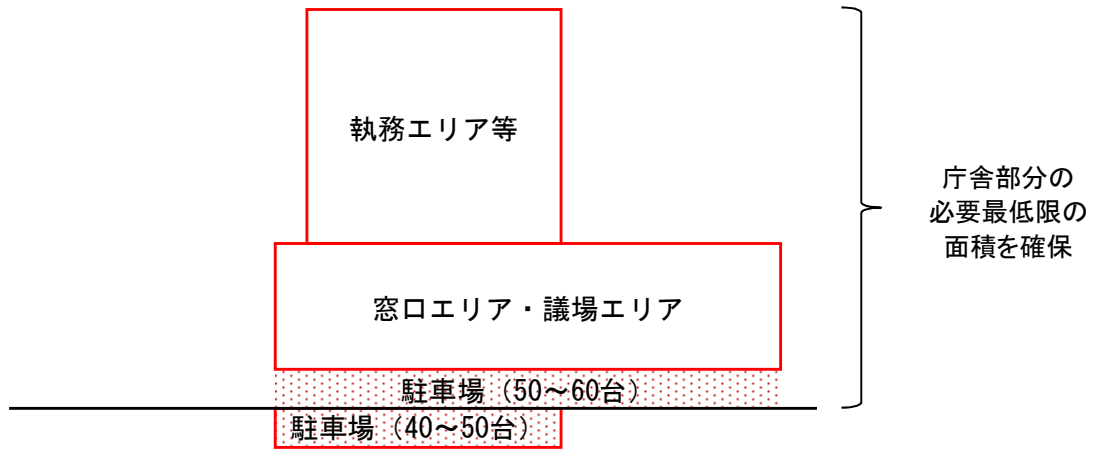 執務エリア等
庁舎部分の
必要最低限の
面積を確保
窓口エリア・議場エリア
駐車場（50～60台）
駐車場（40～50台）